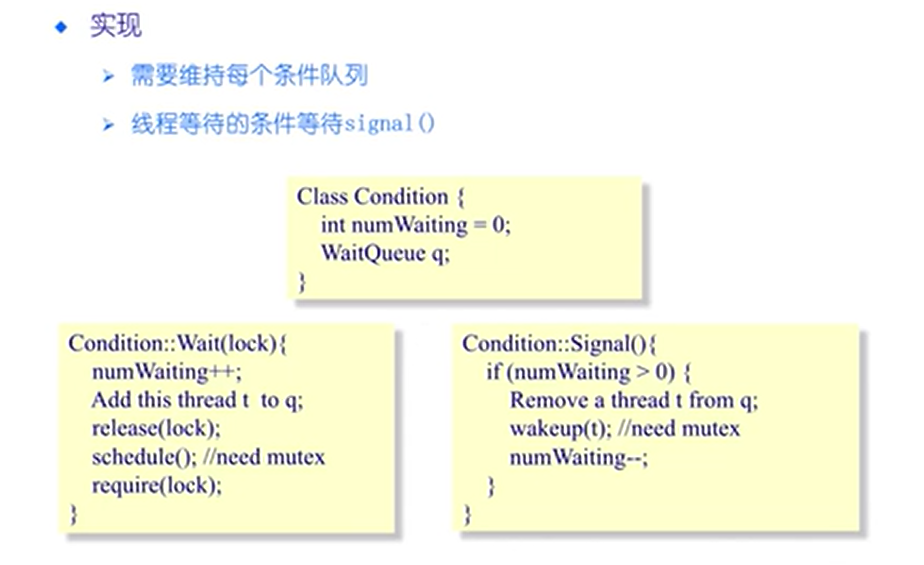 实现
需要维持每个条件队列
线程等待的条件等待signal()
Class Condition {
int numWaiting = 0;
WaitQueue q;
}
Condition::Wait(lock){
numWaiting++;
Add this thread t to q;
release(lock);
schedule(); //need mutex
require(lock);
}
Condition::Signal(){
if (numWaiting > 0) {
Remove a thread t from q;
wakeup(t); //need mutex
numWaiting--;
}
}